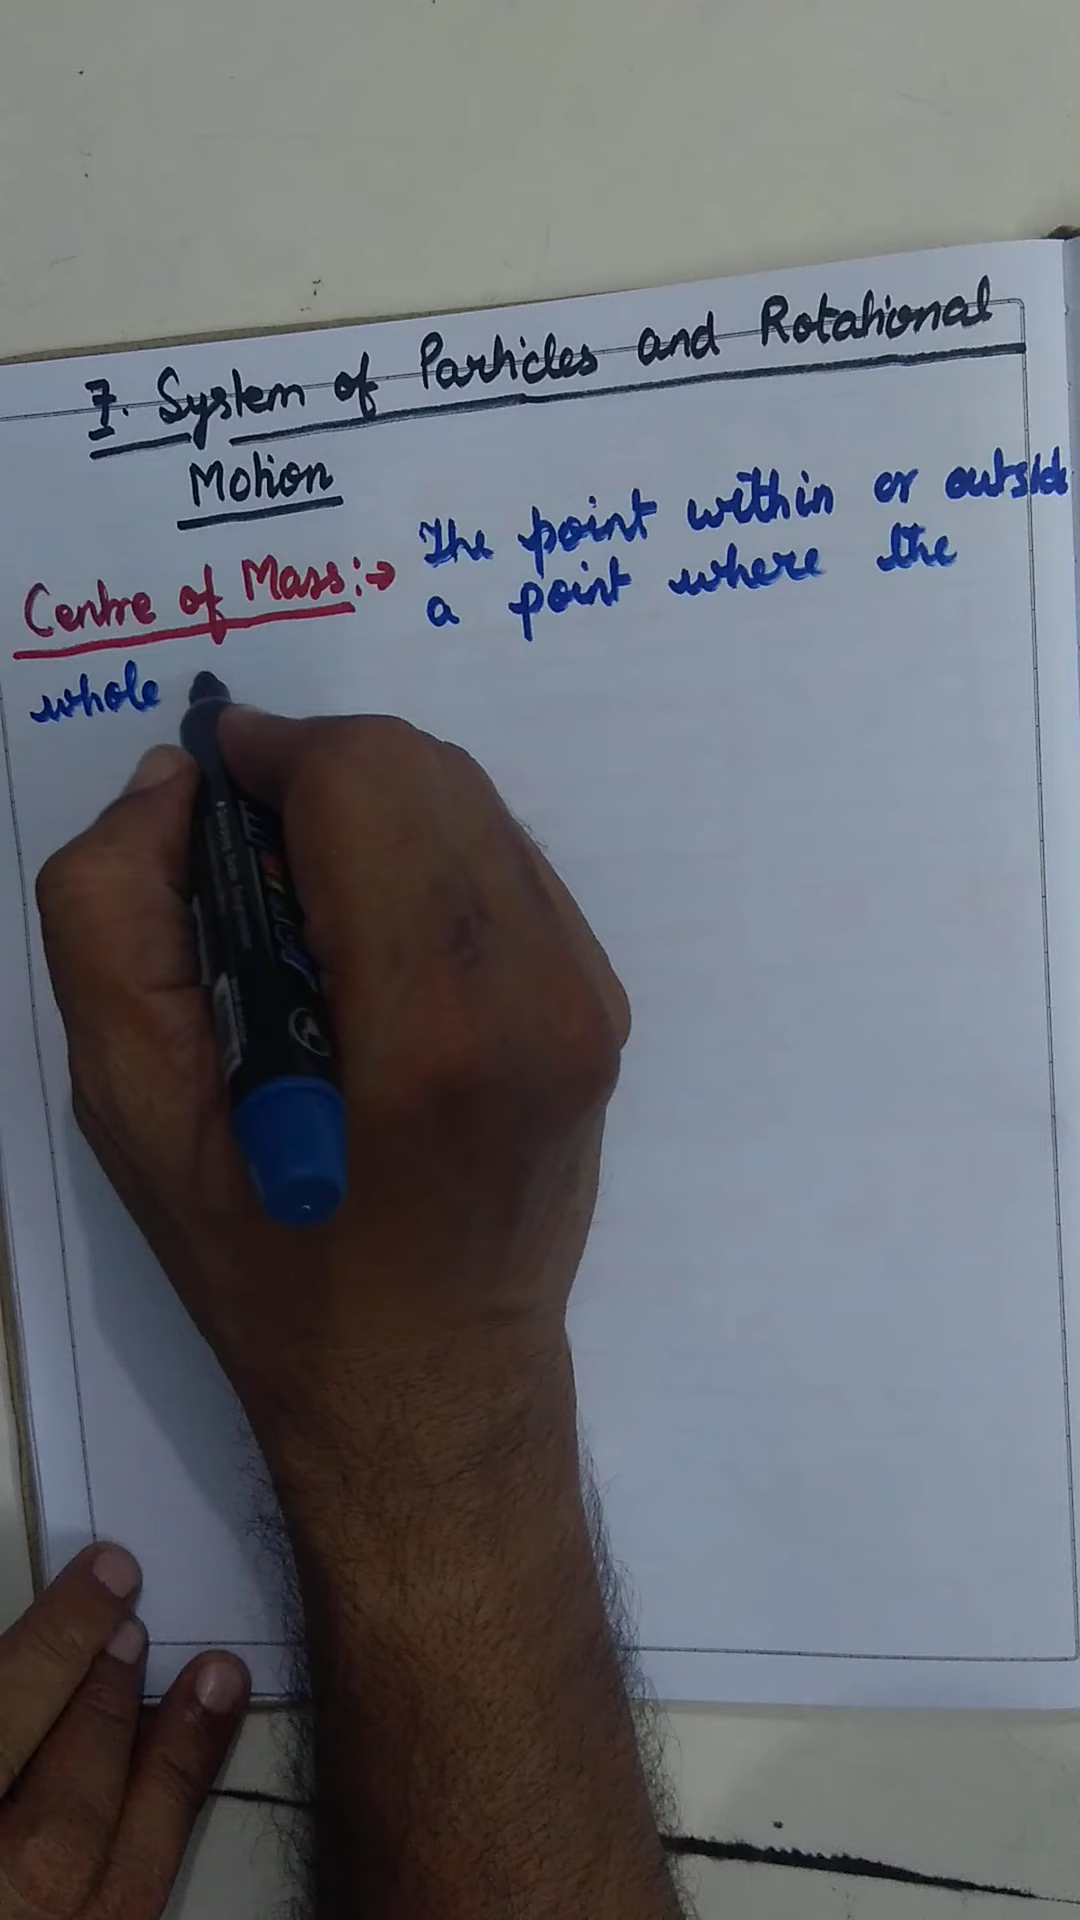 7. System of Particles and Rotational
Motion
Centre of Mass:→ The point within or outside
a point where the
whole